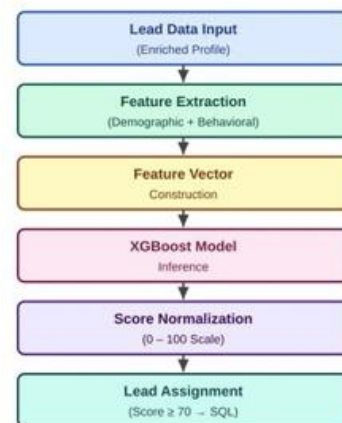 Lead Data Input
(Enriched Profile)
Feature Extraction
(Demographic + Behavioral)
Feature Vector
Construction
XGBoost Model
Inference
Score Normalization
(0 – 100 Scale)
Lead Assignment
(Score ≥ 70 → SQL)